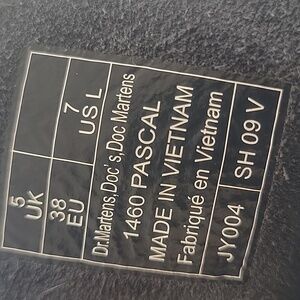 5
UK
38
EU
7
US L
Dr.Martens,Doc's,Doc Martens
1460 PASCAL
MADE IN VIETNAM
Fabriqué en Vietnam
JY004
SH 09 V